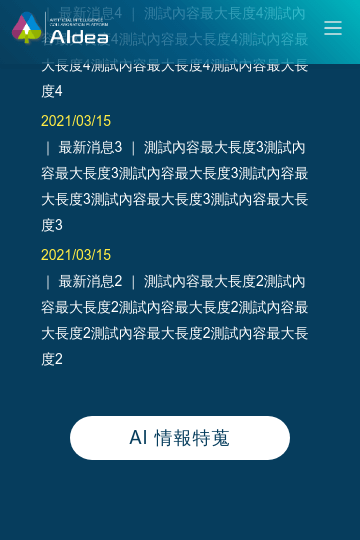 ｜ 最新消息4 ｜ 測試內容最大長度4測試內
容最大長度4測試內容最大長度4測試內容最
ARTIFICIAL INTELLIGENCE
COLLABORATION PLATFORM
AIdea
大長度4測試內容最大長度4測試內容最大長
度4
2021/03/15
｜ 最新消息3 ｜ 測試內容最大長度3測試內
容最大長度3測試內容最大長度3測試內容最
大長度3測試內容最大長度3測試內容最大長
度3
2021/03/15
｜ 最新消息2 ｜ 測試內容最大長度2測試內
容最大長度2測試內容最大長度2測試內容最
大長度2測試內容最大長度2測試內容最大長
度2
AI 情報特蒐